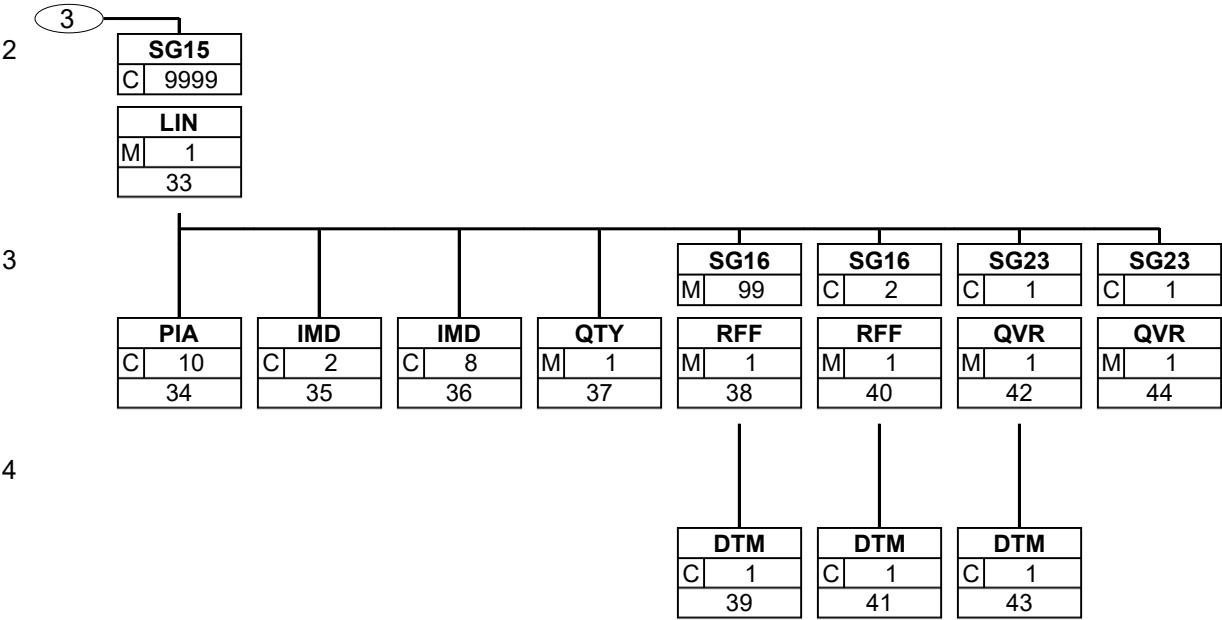 3
2
SG15
C 9999
LIN
M 1
33
3
SG16 SG16 SG23 SG23
M 99 C 2 C 1 C 1
PIA IMD IMD QTY RFF RFF QVR QVR
C 10 C 2 C 8 M 1 M 1 M 1 M 1 M 1
34 35 36 37 38 40 42 44
4
DTM DTM DTM
C 1 C 1 C 1
39 41 43